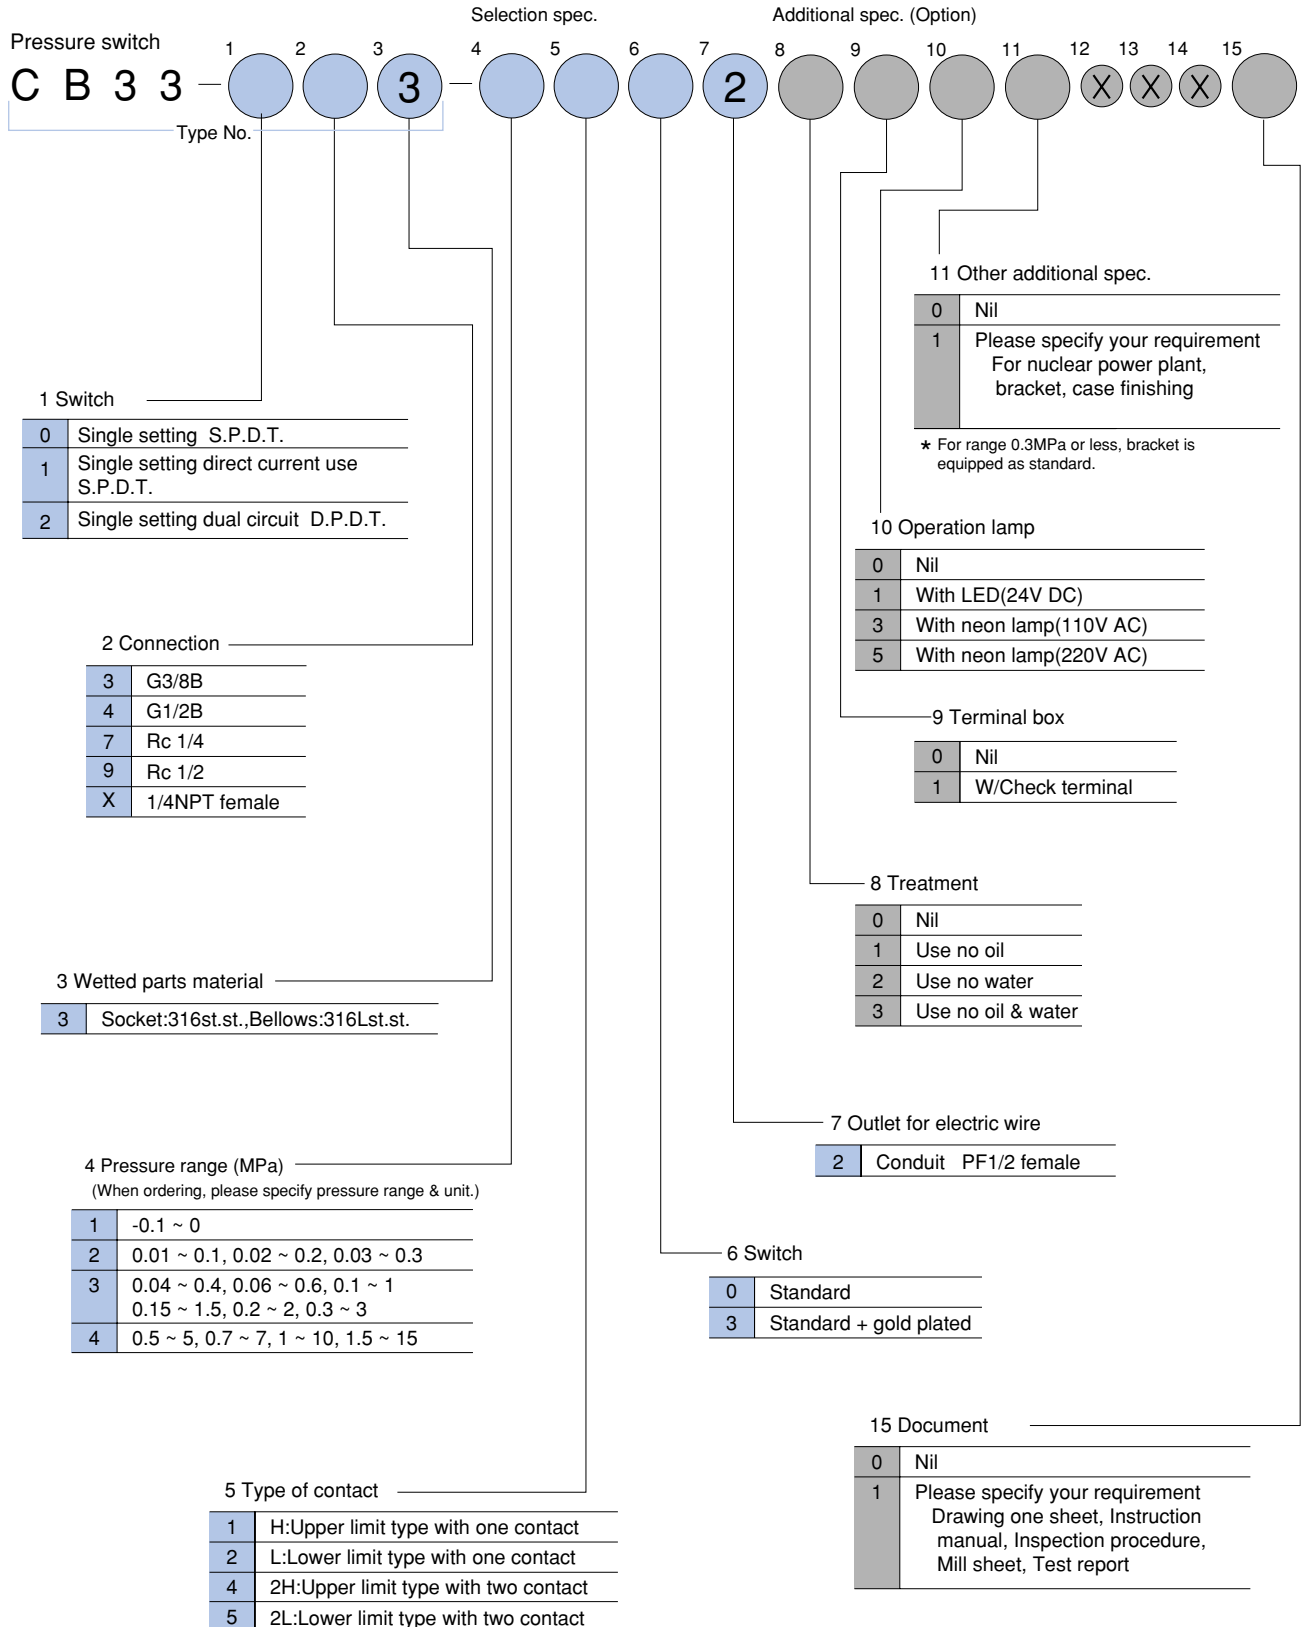 Selection spec.
Additional spec. (Option)
Pressure switch
1 2 3 4 5 6 7 8 9 10 11 12 13 14 15
C B 3 3 – 3 – 2 X X X
Type No.
11 Other additional spec.
0 Nil
1 Please specify your requirement
For nuclear power plant,
bracket, case finishing
* For range 0.3MPa or less, bracket is
equipped as standard.
1 Switch
0 Single setting S.P.D.T.
1 Single setting direct current use
S.P.D.T.
2 Single setting dual circuit D.P.D.T.
10 Operation lamp
0 Nil
1 With LED(24V DC)
3 With neon lamp(110V AC)
5 With neon lamp(220V AC)
2 Connection
3 G3/8B
4 G1/2B
7 Rc 1/4
9 Rc 1/2
X 1/4NPT female
9 Terminal box
0 Nil
1 W/Check terminal
8 Treatment
0 Nil
1 Use no oil
2 Use no water
3 Use no oil & water
3 Wetted parts material
3 Socket:316st.st.,Bellows:316Lst.st.
7 Outlet for electric wire
2 Conduit PF1/2 female
4 Pressure range (MPa)
(When ordering, please specify pressure range & unit.)
1 -0.1 ~ 0
2 0.01 ~ 0.1, 0.02 ~ 0.2, 0.03 ~ 0.3
3 0.04 ~ 0.4, 0.06 ~ 0.6, 0.1 ~ 1
0.15 ~ 1.5, 0.2 ~ 2, 0.3 ~ 3
4 0.5 ~ 5, 0.7 ~ 7, 1 ~ 10, 1.5 ~ 15
6 Switch
0 Standard
3 Standard + gold plated
15 Document
0 Nil
1 Please specify your requirement
Drawing one sheet, Instruction
manual, Inspection procedure,
Mill sheet, Test report
5 Type of contact
1 H:Upper limit type with one contact
2 L:Lower limit type with one contact
4 2H:Upper limit type with two contact
5 2L:Lower limit type with two contact